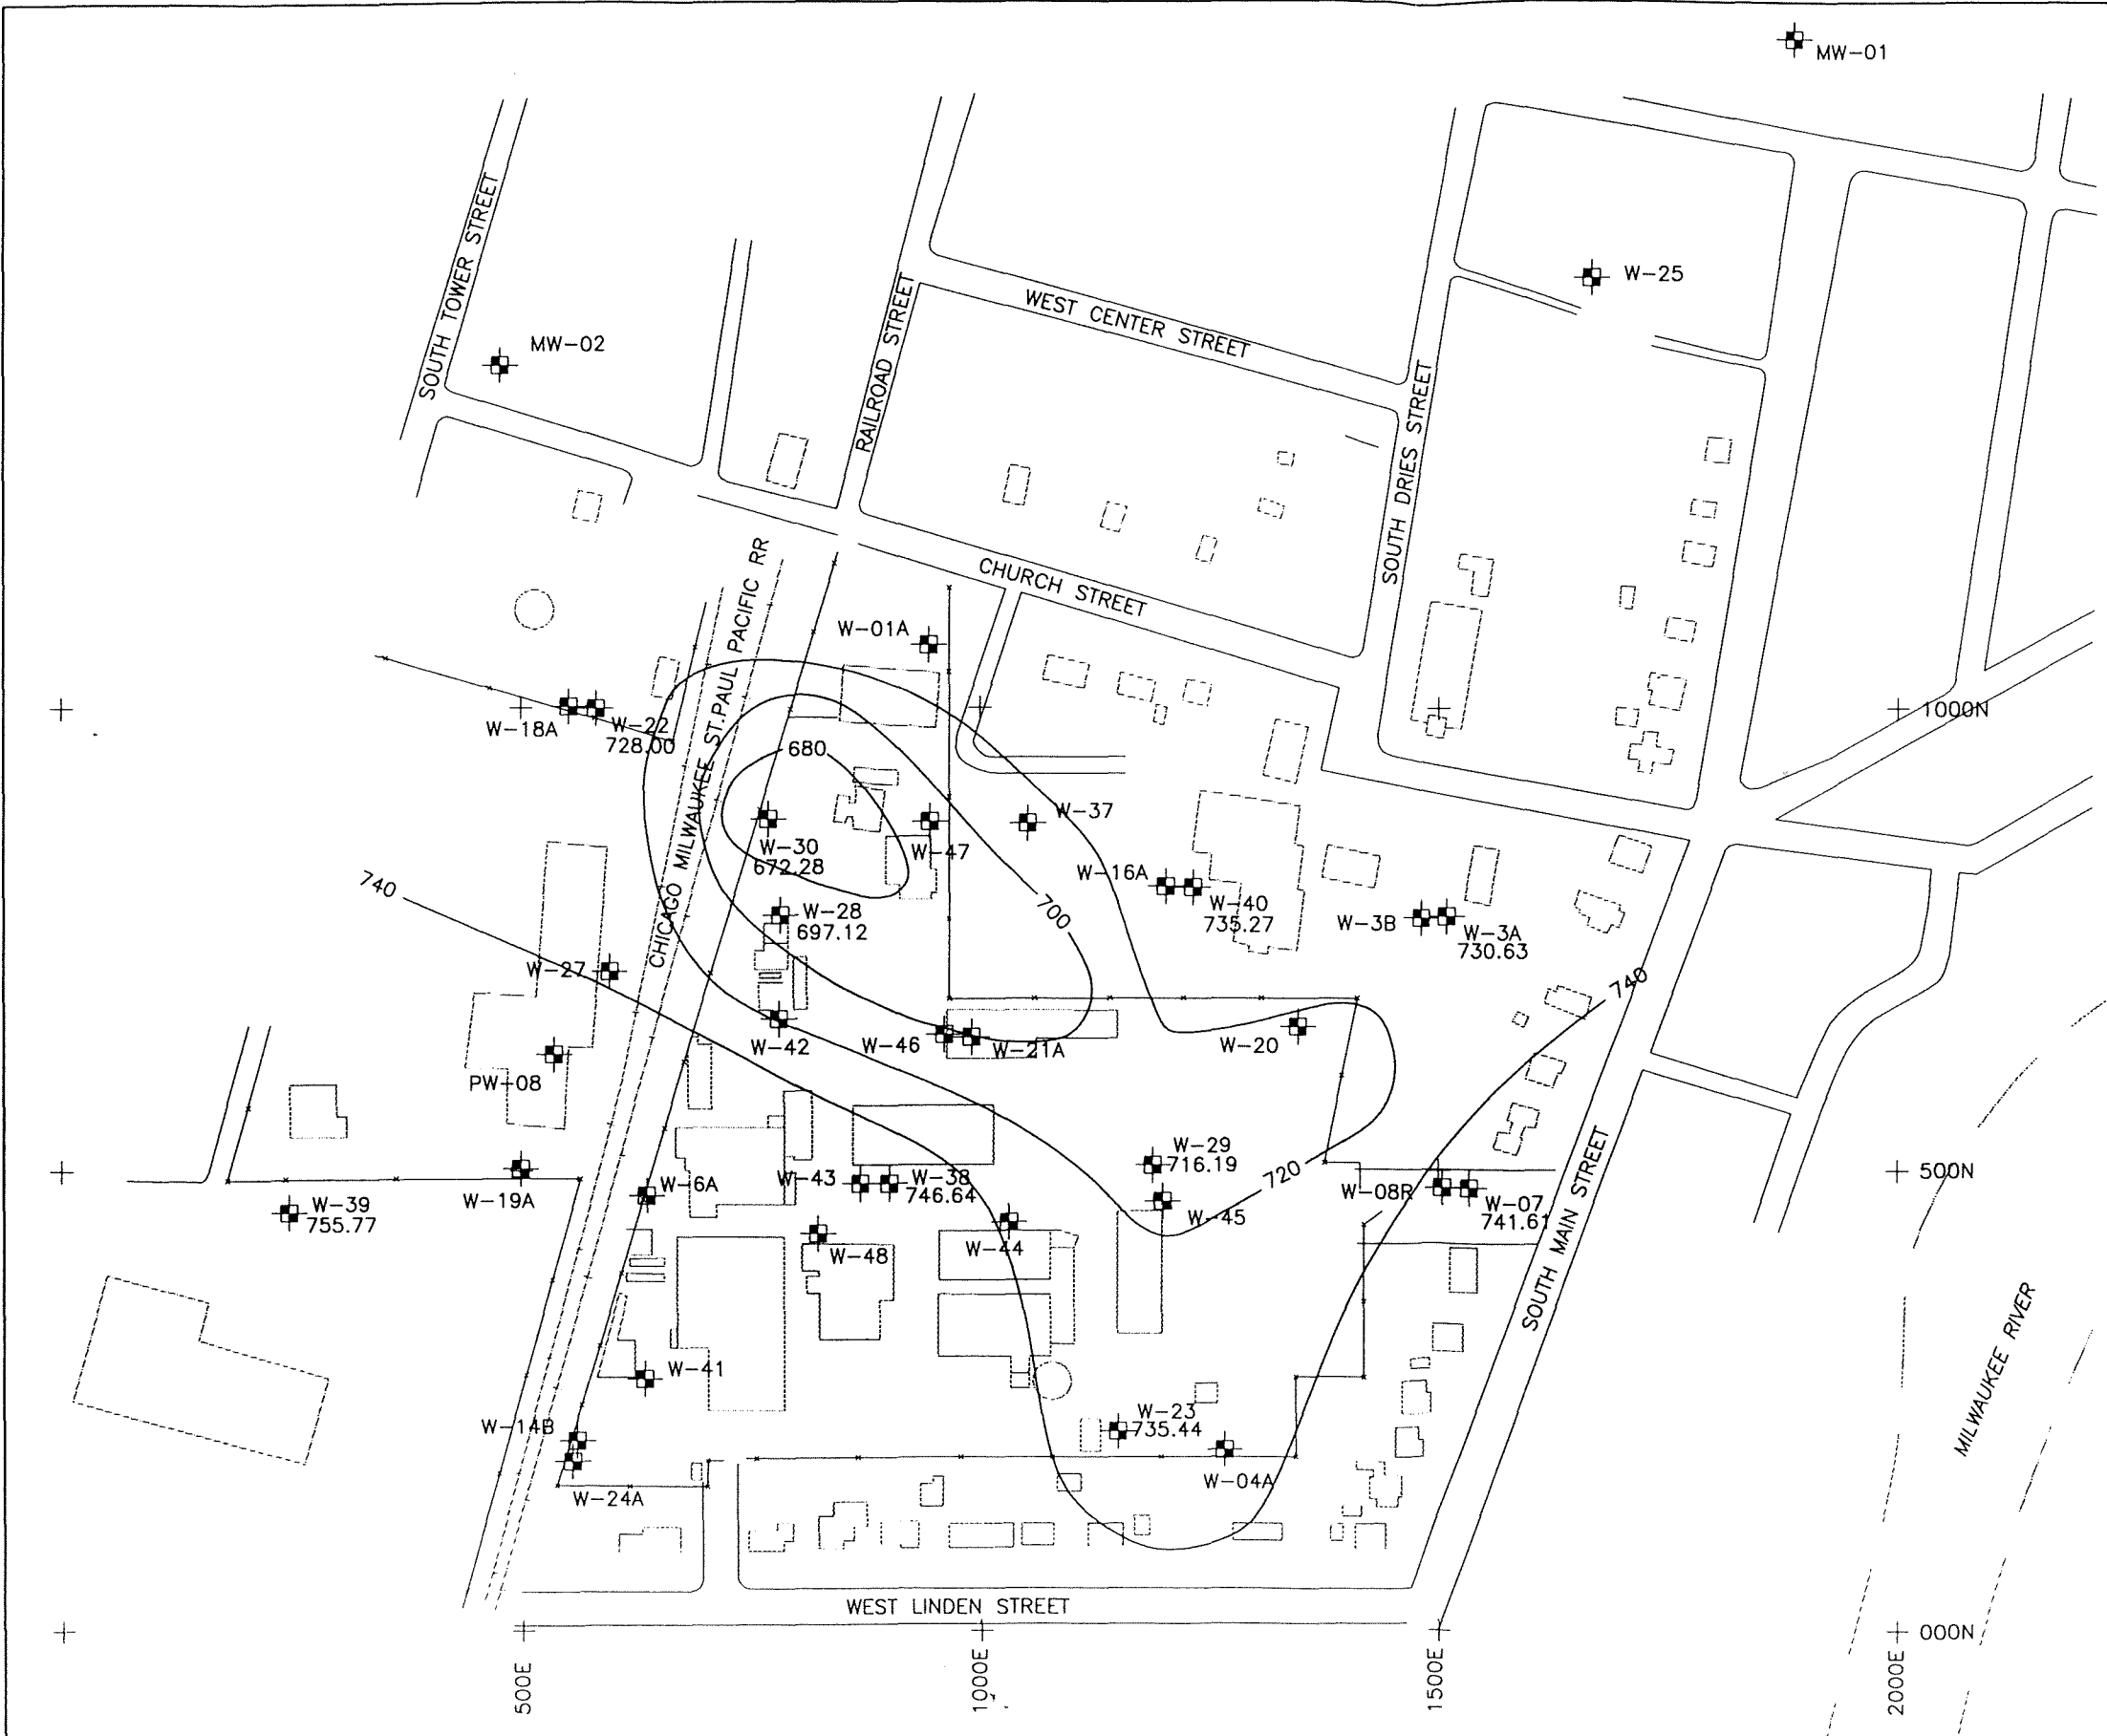 MW-01
W-25
SOUTH TOWER STREET
MW-02
RAILROAD STREET
WEST CENTER STREET
SOUTH DRIES STREET
CHURCH STREET
CHICAGO MILWAUKEE ST.PAUL PACIFIC RR
W-01A
W-18A
W-22
728.00
1000N
680
W-30
672.28
W-47
W-37
W-16A
W-40
735.27
W-3B
W-3A
730.63
740
W-28
697.12
700
W-27
740
W-42
W-46
W-21A
W-20
PW-08
W-29
716.19
720
W-39
755.77
W-19A
W-6A
W-43
W-38
746.64
W-45
W-08R
W-07
741.61
500N
W-48
W-44
SOUTH MAIN STREET
MILWAUKEE RIVER
W-41
W-14B
W-23
735.44
W-24A
W-04A
WEST LINDEN STREET
000N
500E
1000E
1500E
2000E